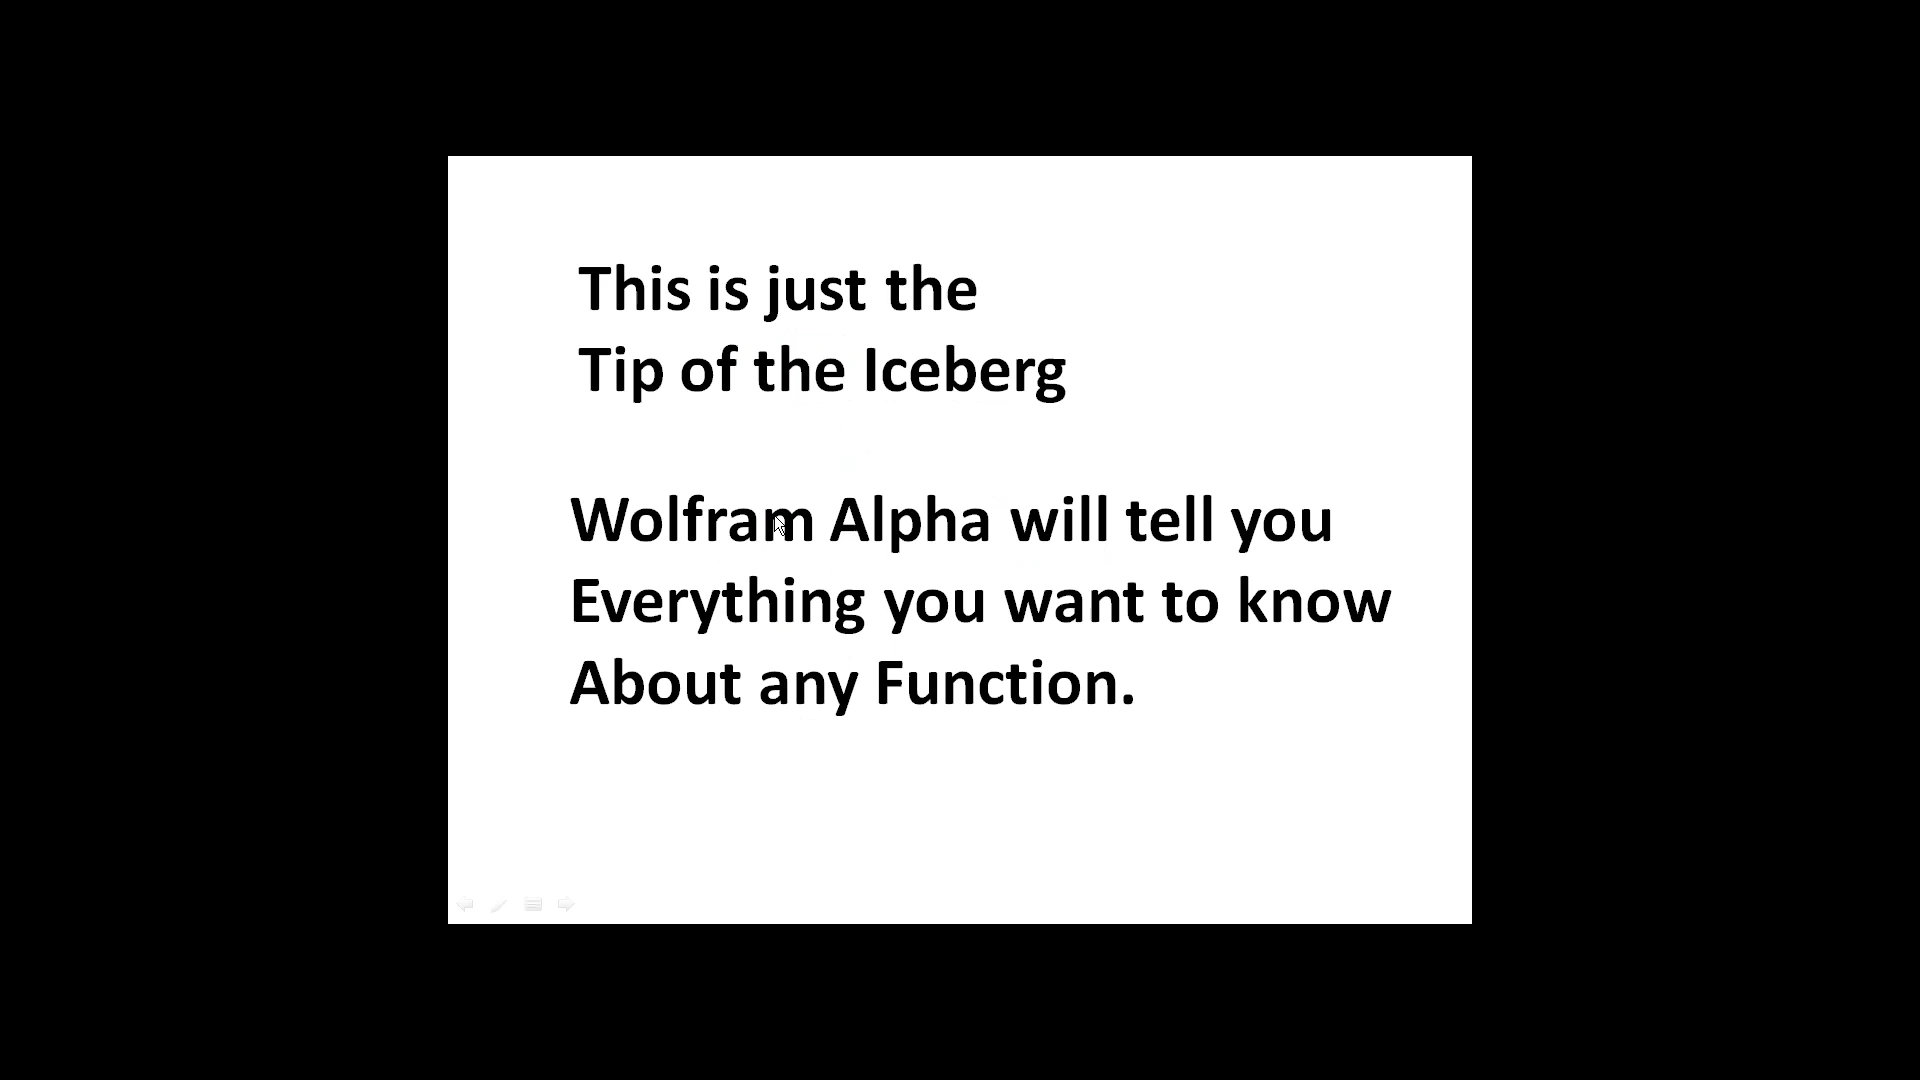 This is just the
Tip of the Iceberg
Wolfram Alpha will tell you
Everything you want to know
About any Function.